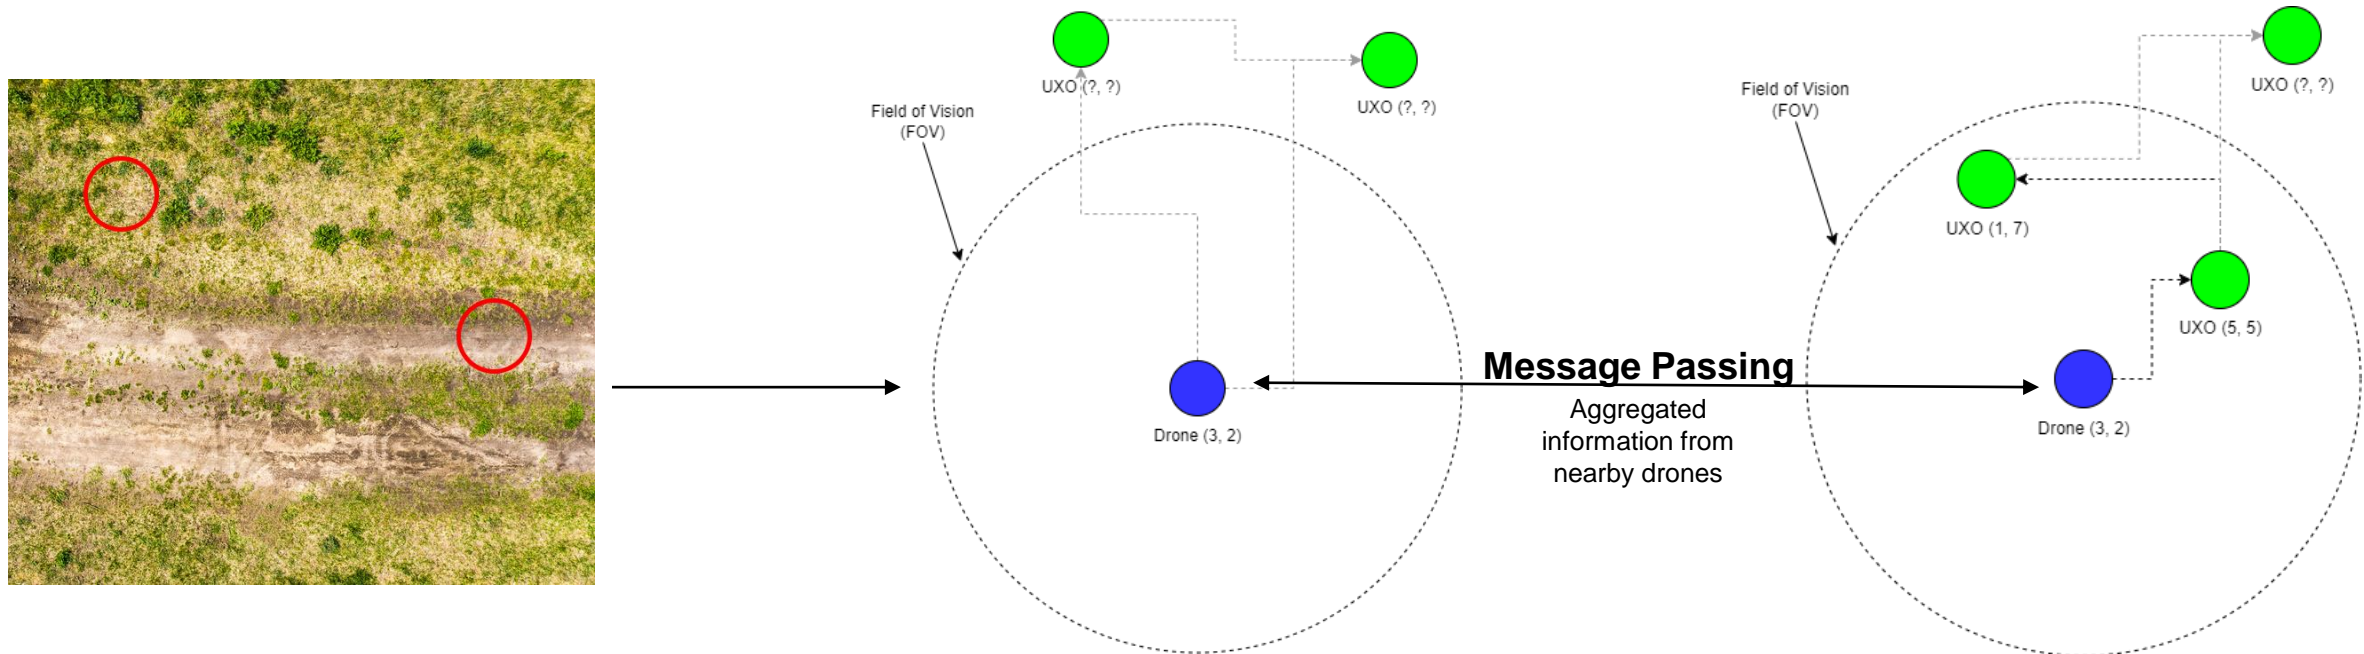 UXO (?, ?)
UXO (?, ?)
Field of Vision
(FOV)
Drone (3, 2)
Message Passing
Aggregated
information from
nearby drones
Field of Vision
(FOV)
UXO (?, ?)
UXO (1, 7)
UXO (5, 5)
Drone (3, 2)